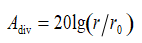 A_div = 20lg(r/r_0)